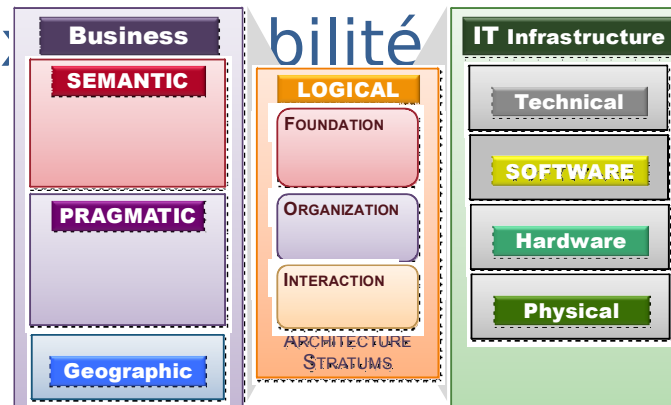 bilité
Business
SEMANTIC
PRAGMATIC
Geographic
LOGICAL
FOUNDATION
ORGANIZATION
INTERACTION
ARCHITECTURE
STRATUMS
IT Infrastructure
Technical
SOFTWARE
Hardware
Physical